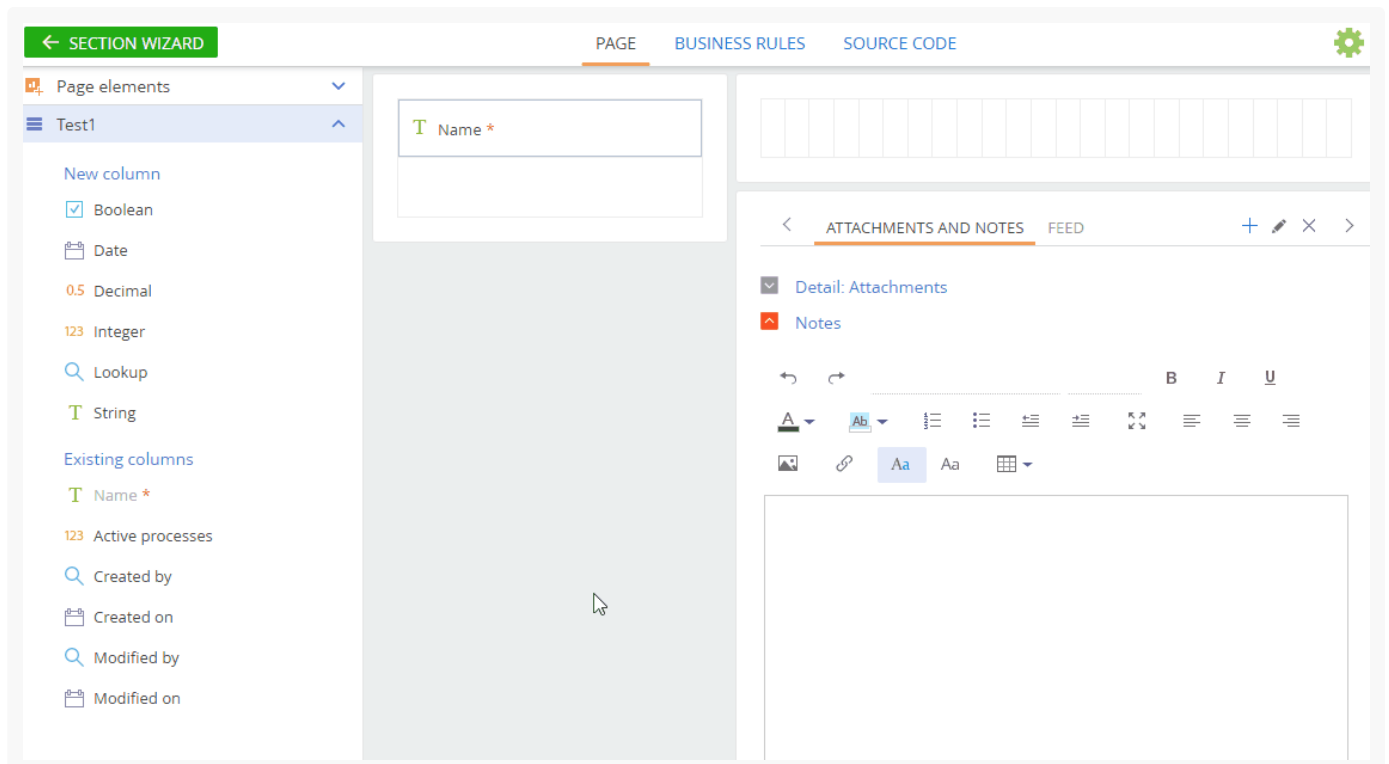 SECTION WIZARD
PAGE BUSINESS RULES SOURCE CODE
Page elements
Test1
New column
Boolean
Date
0.5 Decimal
123 Integer
Lookup
T String
Existing columns
T Name *
123 Active processes
Created by
Created on
Modified by
Modified on
T Name *
ATTACHMENTS AND NOTES FEED
Detail: Attachments
Notes
B I U
A Ab
Aa Aa